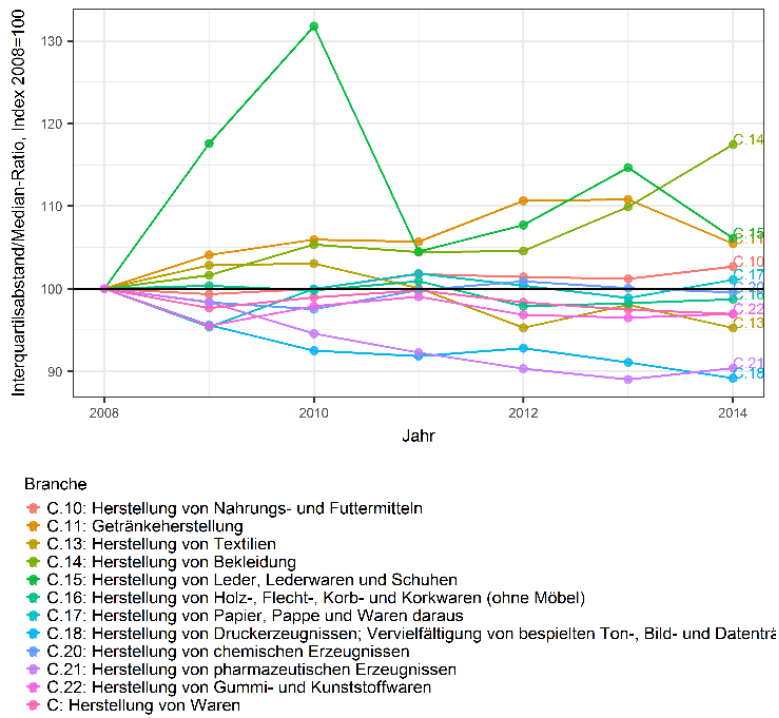 Interquartilsabstand/Median-Ratio, Index 2008=100
130
120
110
100
90
C.14
C.15
C.11
C.10
C.17
C.20
C.16
C.22
C.13
C.21
C.18
2008
2010
2012
2014
Jahr
Branche
C.10: Herstellung von Nahrungs- und Futtermitteln
C.11: Getränkeherstellung
C.13: Herstellung von Textilien
C.14: Herstellung von Bekleidung
C.15: Herstellung von Leder, Lederwaren und Schuhen
C.16: Herstellung von Holz-, Flecht-, Korb- und Korkwaren (ohne Möbel)
C.17: Herstellung von Papier, Pappe und Waren daraus
C.18: Herstellung von Druckerzeugnissen; Vervielfältigung von bespielten Ton-, Bild- und Datenträ
C.20: Herstellung von chemischen Erzeugnissen
C.21: Herstellung von pharmazeutischen Erzeugnissen
C.22: Herstellung von Gummi- und Kunststoffwaren
C: Herstellung von Waren